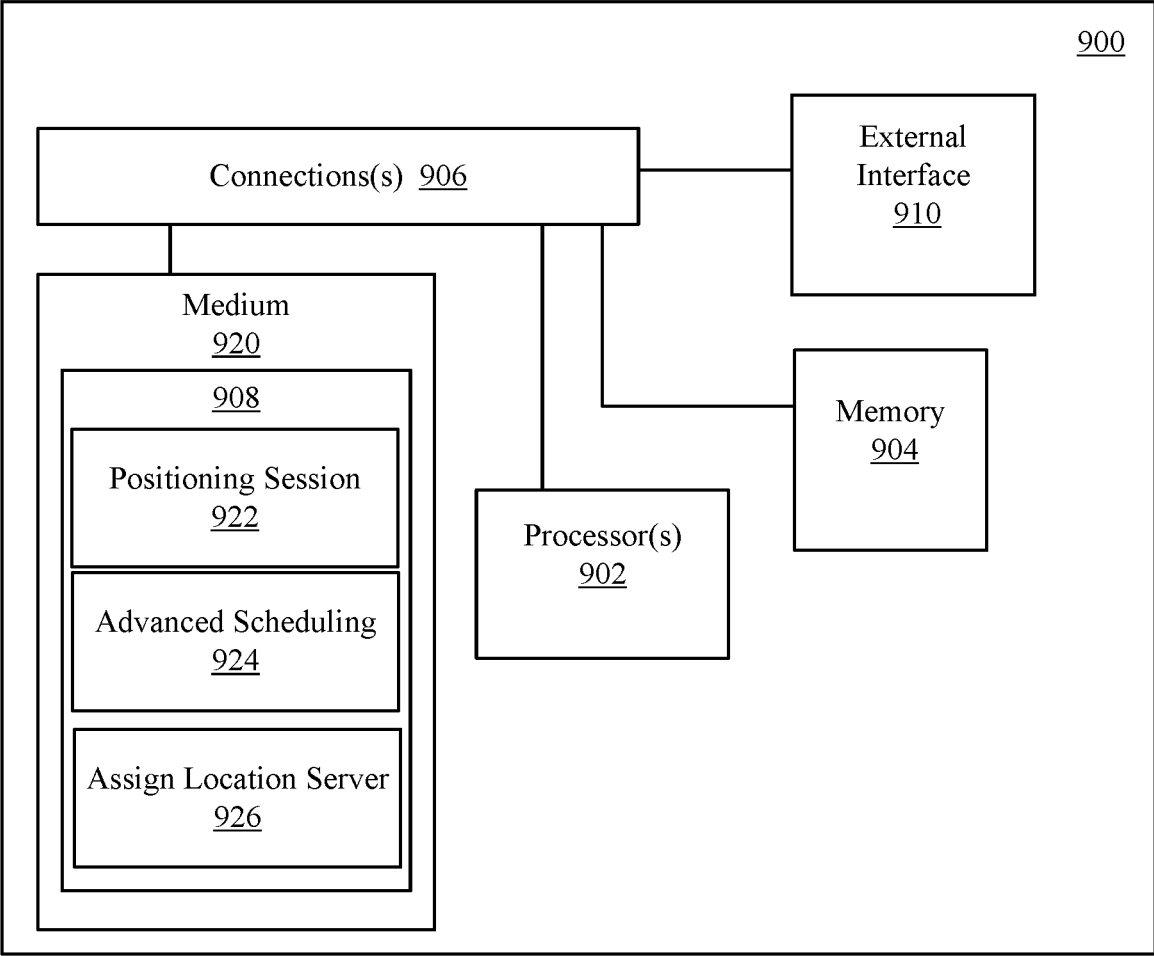 900
Connections(s) 906
External
Interface
910
Medium
920
908
Positioning Session
922
Advanced Scheduling
924
Assign Location Server
926
Processor(s)
902
Memory
904